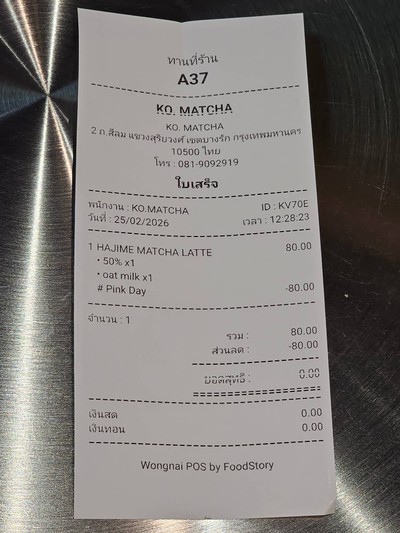 ทานที่ร้าน
A37
KO. MATCHA
KO. MATCHA
2 ถ.สีลม แขวงสุริยวงศ์ เขตบางรัก กรุงเทพมหานคร
10500 ไทย
โทร : 081-9092919
ใบเสร็จ
พนักงาน : KO.MATCHA ID : KV70E
วันที่ : 25/02/2026 เวลา : 12:28:23
1 HAJIME MATCHA LATTE 80.00
• 50% x1
• oat milk x1
# Pink Day -80.00
จำนวน : 1
รวม : 80.00
ส่วนลด : -80.00
ยอดสุทธิ : 0.00
เงินสด 0.00
เงินทอน 0.00
Wongnai POS by FoodStory